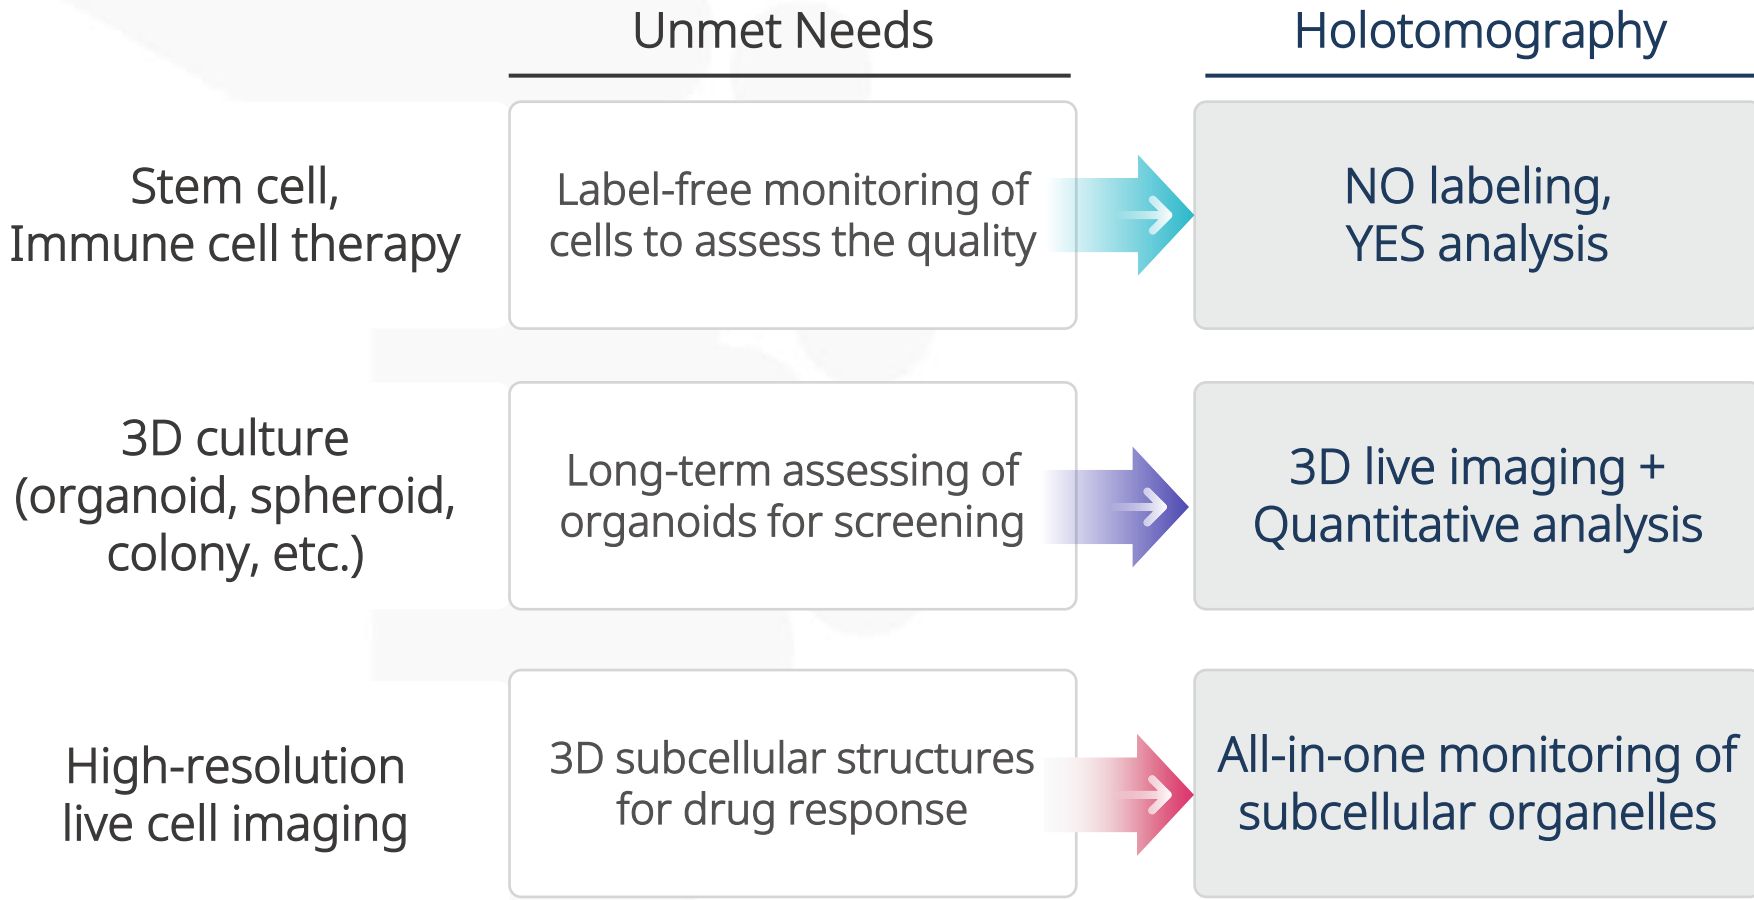 Unmet Needs
Holotomography
Stem cell,
Immune cell therapy
Label-free monitoring of
cells to assess the quality
NO labeling,
YES analysis
3D culture
(organoid, spheroid,
colony, etc.)
Long-term assessing of
organoids for screening
3D live imaging +
Quantitative analysis
High-resolution
live cell imaging
3D subcellular structures
for drug response
All-in-one monitoring of
subcellular organelles